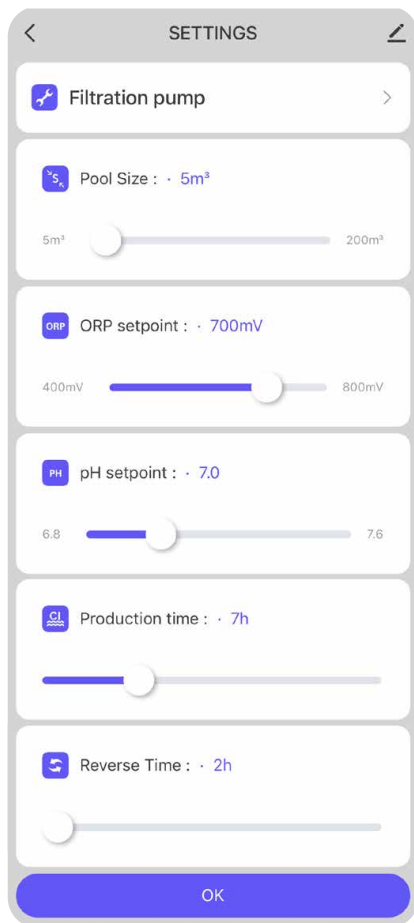 SETTINGS
Filtration pump
S Pool Size : · 5m³
5m³ 200m³
ORP ORP setpoint : · 700mV
400mV 800mV
PH pH setpoint : · 7.0
6.8 7.6
Cl Production time : · 7h
Reverse Time : · 2h
OK